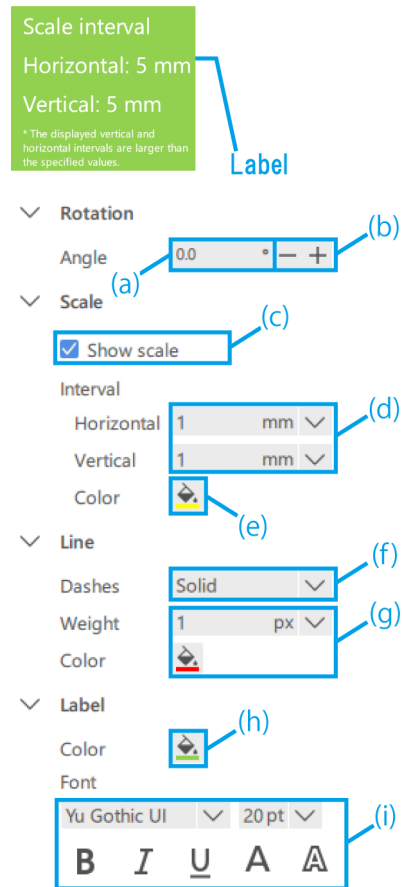 Scale interval
Horizontal: 5 mm
Vertical: 5 mm
* The displayed vertical and
horizontal intervals are larger than
the specified values.
Label
Rotation
(b)
Angle 0.0 ° − +
(a)
Scale
(c)
Show scale
Interval
Horizontal 1 mm
(d)
Vertical 1 mm
Color
(e)
Line
(f)
Dashes Solid
Weight 1 px
(g)
Color
Label
(h)
Color
Font
Yu Gothic UI 20 pt
(i)
B I U A A